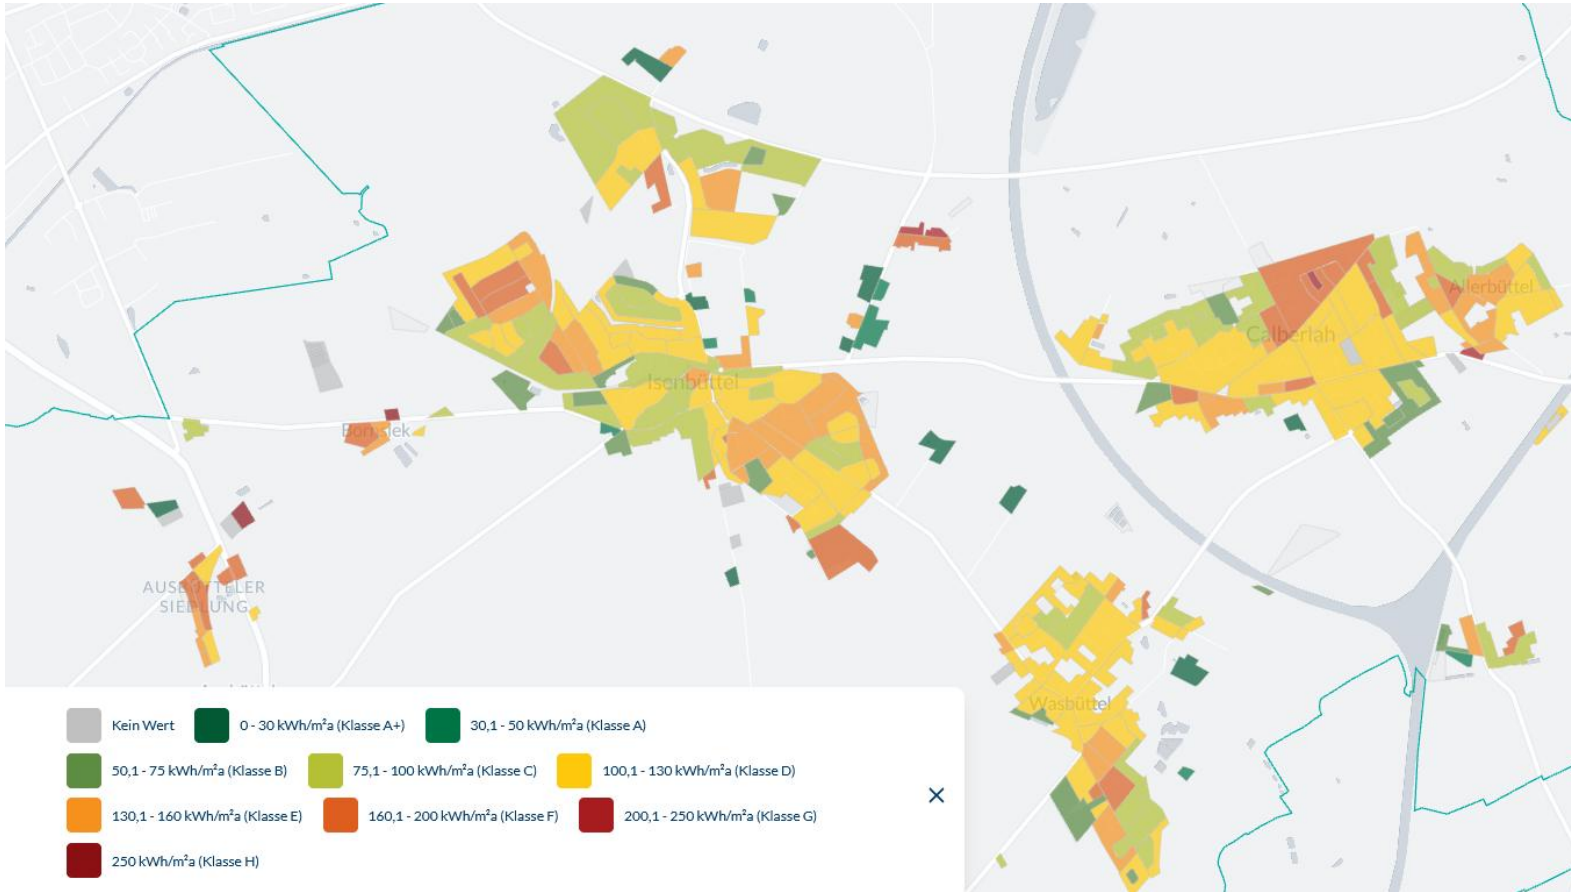 Allerbüttel
Calberlah
Isenbüttel
AUSBÜTTELER
SIEDLUNG
Wasbüttel
Kein Wert
0 - 30 kWh/m²a (Klasse A+)
30,1 - 50 kWh/m²a (Klasse A)
50,1 - 75 kWh/m²a (Klasse B)
75,1 - 100 kWh/m²a (Klasse C)
100,1 - 130 kWh/m²a (Klasse D)
130,1 - 160 kWh/m²a (Klasse E)
160,1 - 200 kWh/m²a (Klasse F)
200,1 - 250 kWh/m²a (Klasse G)
250 kWh/m²a (Klasse H)